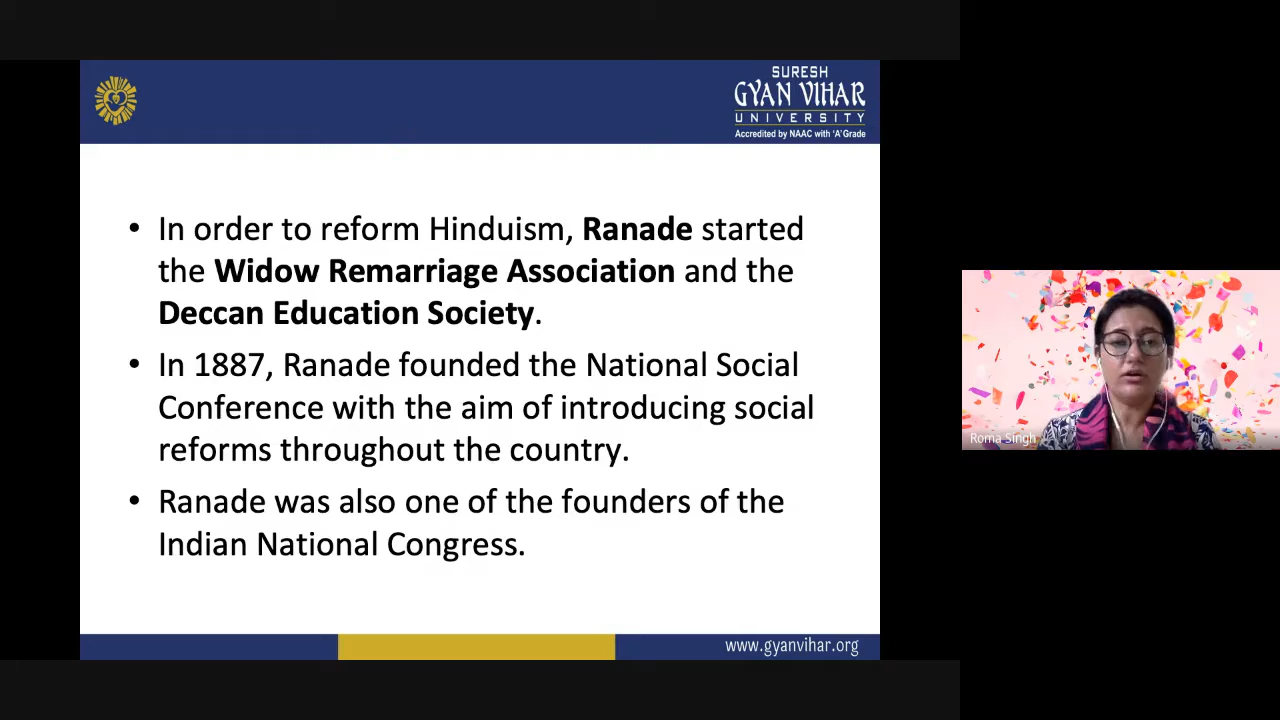 SURESH
GYAN VIHAR
UNIVERSITY
Accredited by NAAC with 'A' Grade
• In order to reform Hinduism, Ranade started
the Widow Remarriage Association and the
Deccan Education Society.
• In 1887, Ranade founded the National Social
Conference with the aim of introducing social
reforms throughout the country.
• Ranade was also one of the founders of the
Indian National Congress.
www.gyanvihar.org
Roma Singh